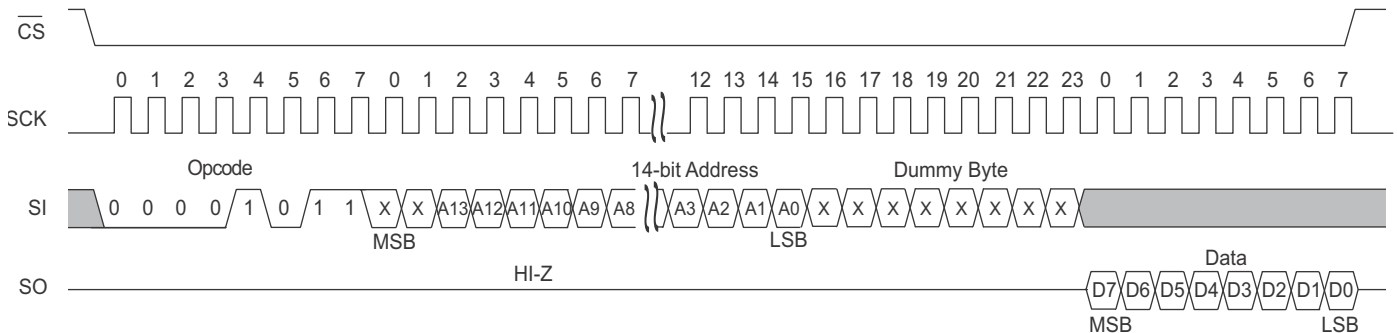 CS
0 1 2 3 4 5 6 7 0 1 2 3 4 5 6 7 12 13 14 15 16 17 18 19 20 21 22 23 0 1 2 3 4 5 6 7
SCK
Opcode 14-bit Address Dummy Byte
SI 0 0 0 0 1 0 1 1 X X A13 A12 A11 A10 A9 A8 A3 A2 A1 A0 X X X X X X X X
MSB LSB
HI-Z Data
SO D7 D6 D5 D4 D3 D2 D1 D0
MSB LSB